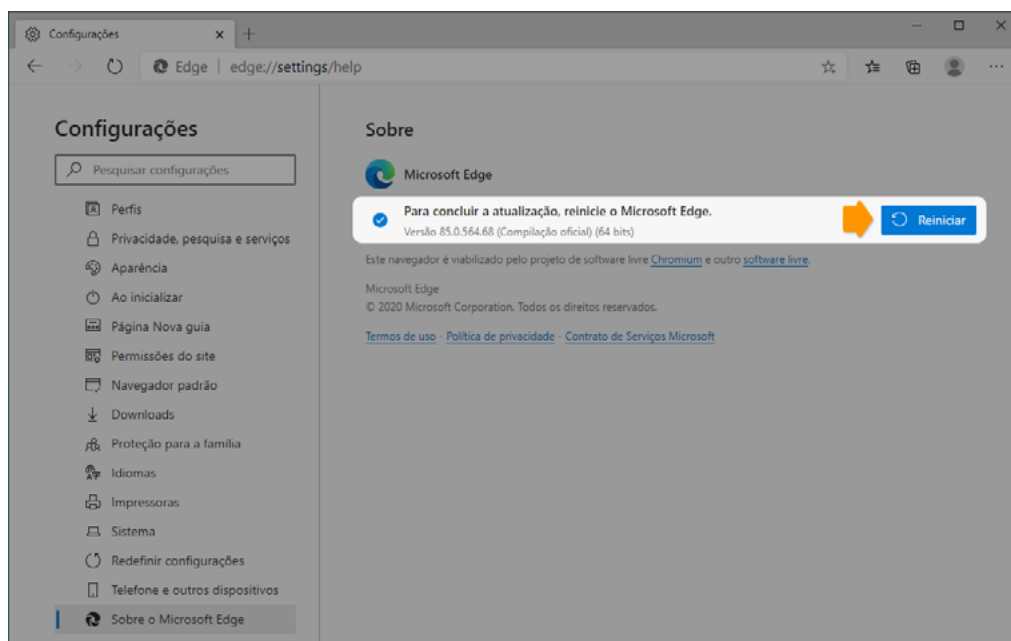 Configurações
Edge | edge://settings/help
Configurações
Pesquisar configurações
Perfis
Privacidade, pesquisa e serviços
Aparência
Ao inicializar
Página Nova guia
Permissões do site
Navegador padrão
Downloads
Proteção para a família
Idiomas
Impressoras
Sistema
Redefinir configurações
Telefone e outros dispositivos
Sobre o Microsoft Edge
Sobre
Microsoft Edge
Para concluir a atualização, reinicie o Microsoft Edge.
Versão 85.0.564.68 (Compilação oficial) (64 bits)
Reiniciar
Este navegador é viabilizado pelo projeto de software livre Chromium e outro software livre.
Microsoft Edge
© 2020 Microsoft Corporation. Todos os direitos reservados.
Termos de uso - Política de privacidade - Contrato de Serviços Microsoft